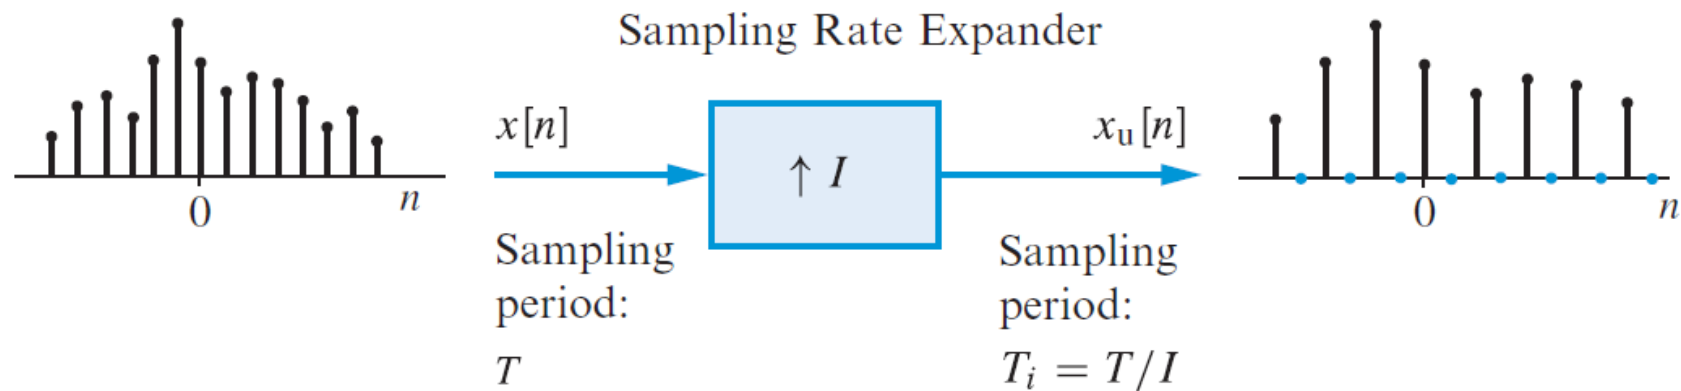 Sampling Rate Expander
x[n]
↑ I
xu[n]
0
n
0
n
Sampling
period:
T
Sampling
period:
Ti = T/I